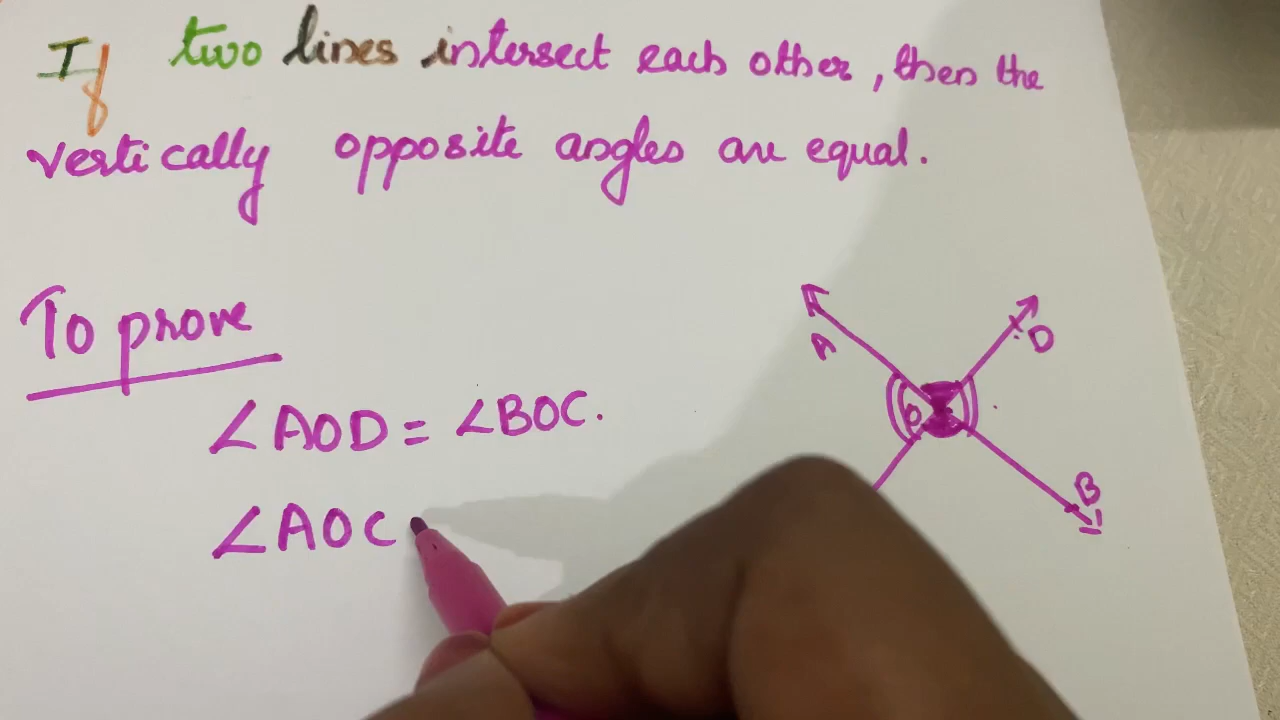 If two lines intersect each other, then the
vertically opposite angles are equal.
To prove
∠AOD = ∠BOC.
∠AOC
A
D
O
B